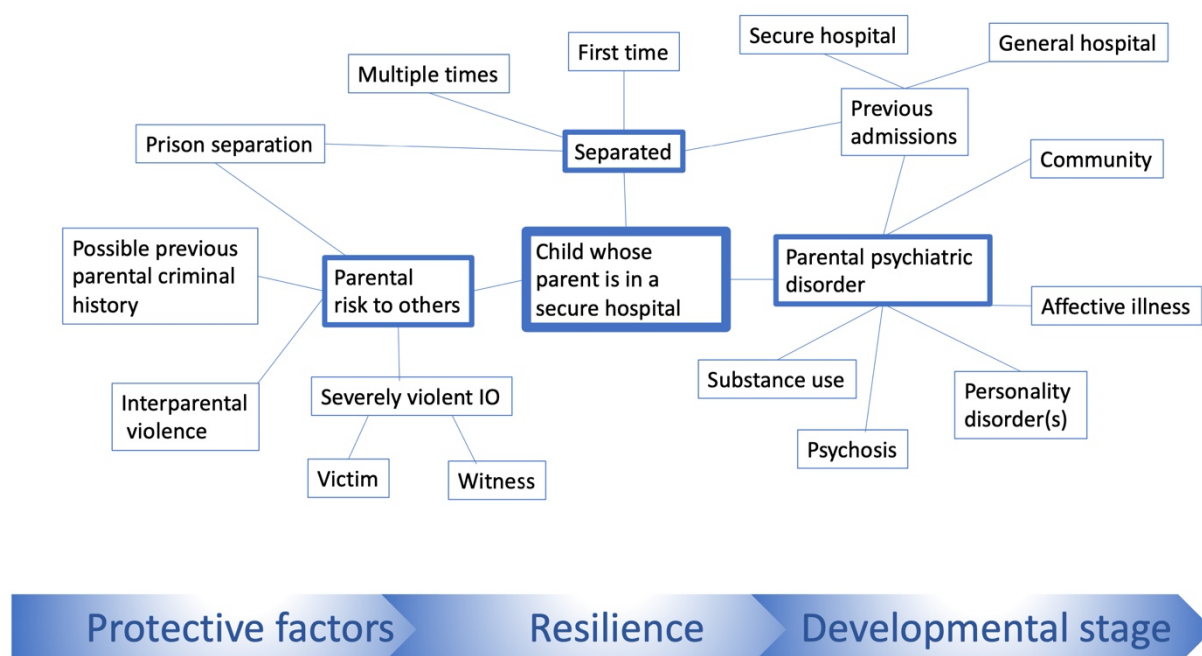 First time
Secure hospital
General hospital
Multiple times
Previous
admissions
Prison separation
Separated
Community
Possible previous
parental criminal
history
Parental
risk to others
Child whose
parent is in a
secure hospital
Parental psychiatric
disorder
Affective illness
Interparental
violence
Severely violent IO
Substance use
Personality
disorder(s)
Psychosis
Victim
Witness
Protective factors
Resilience
Developmental stage